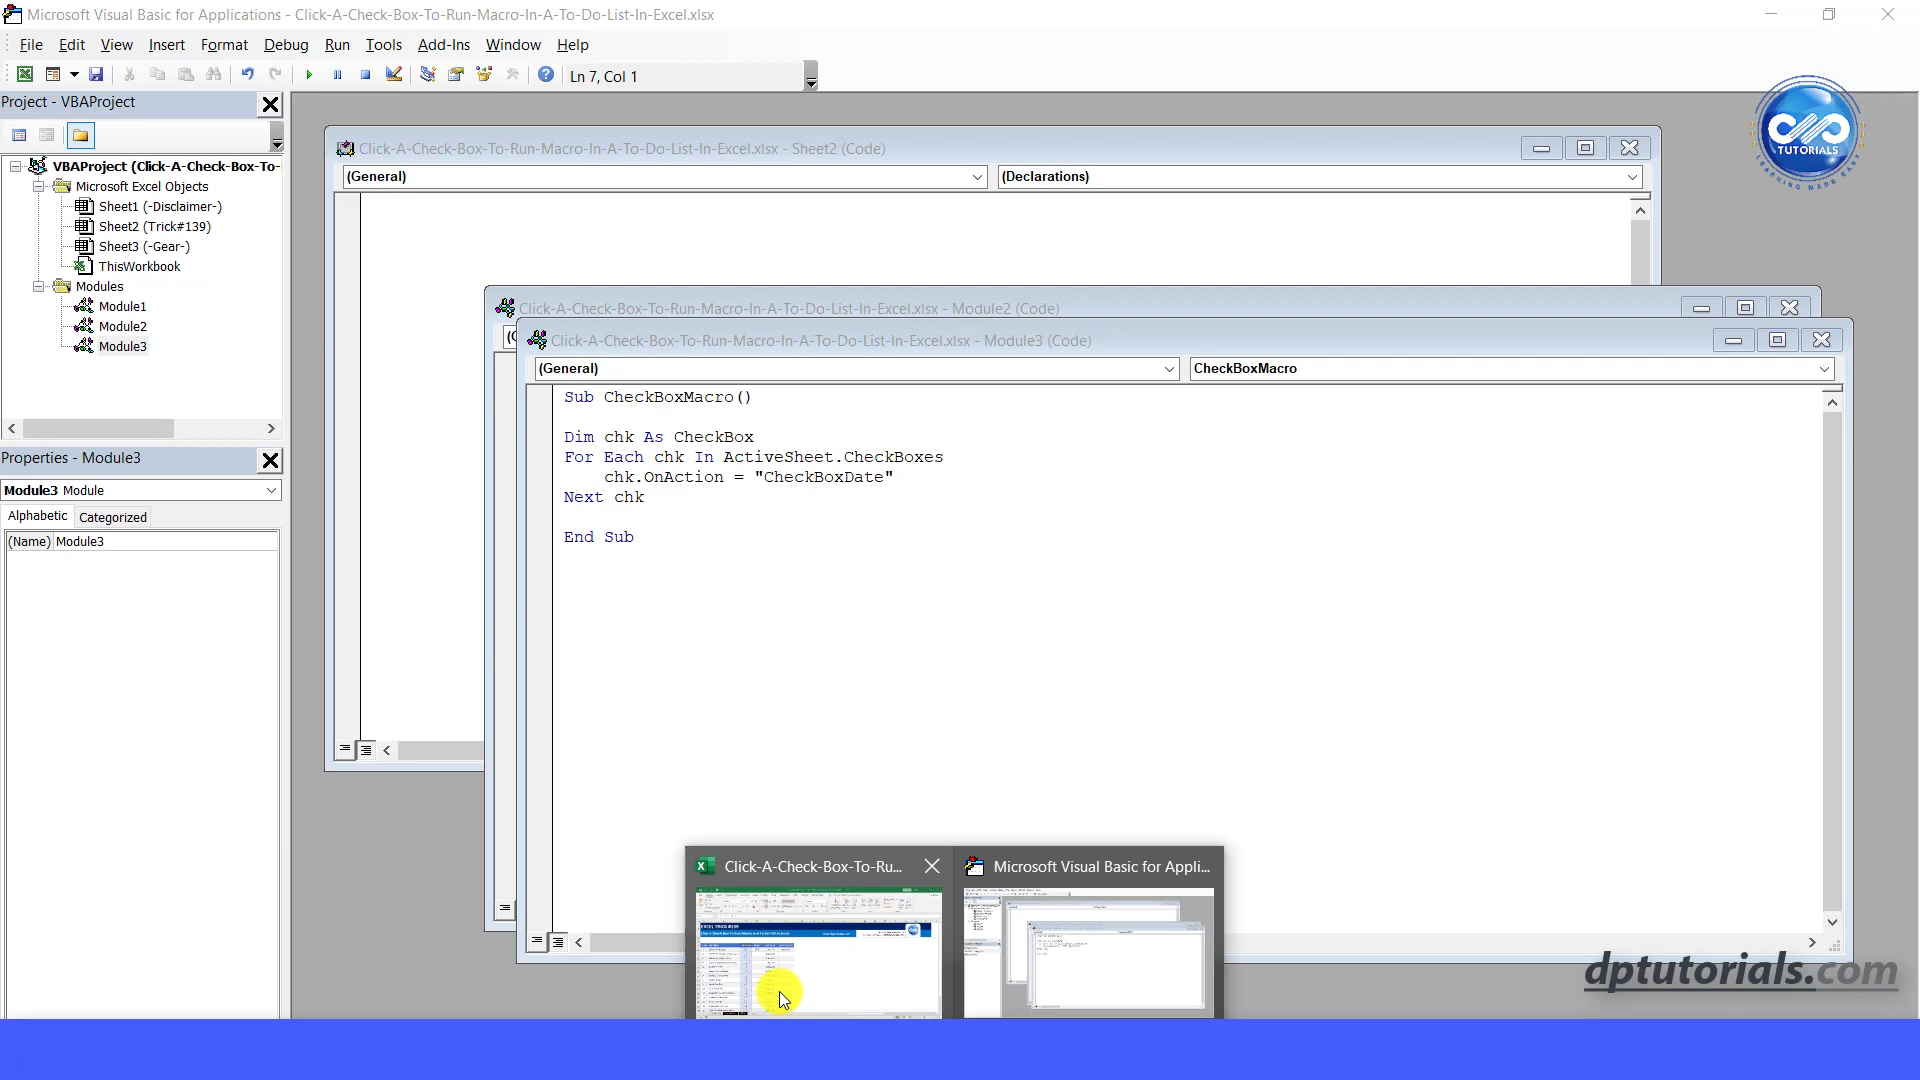 Microsoft Visual Basic for Applications - Click-A-Check-Box-To-Run-Macro-In-A-To-Do-List-In-Excel.xlsx
File Edit View Insert Format Debug Run Tools Add-Ins Window Help
Ln 7, Col 1
Project - VBAProject
VBAProject (Click-A-Check-Box-To-
Microsoft Excel Objects
Sheet1 (-Disclaimer-)
Sheet2 (Trick#139)
Sheet3 (-Gear-)
ThisWorkbook
Modules
Module1
Module2
Module3
Properties - Module3
Module3 Module
Alphabetic Categorized
(Name) Module3
Click-A-Check-Box-To-Run-Macro-In-A-To-Do-List-In-Excel.xlsx - Sheet2 (Code)
(General) (Declarations)
Click-A-Check-Box-To-Run-Macro-In-A-To-Do-List-In-Excel.xlsx - Module2 (Code)
Click-A-Check-Box-To-Run-Macro-In-A-To-Do-List-In-Excel.xlsx - Module3 (Code)
(General) CheckBoxMacro
Sub CheckBoxMacro()
Dim chk As CheckBox
For Each chk In ActiveSheet.CheckBoxes
chk.OnAction = "CheckBoxDate"
Next chk
End Sub
Click-A-Check-Box-To-Ru...
Microsoft Visual Basic for Appli...
TUTORIALS
LEARNING MADE EASY
dptutorials.com